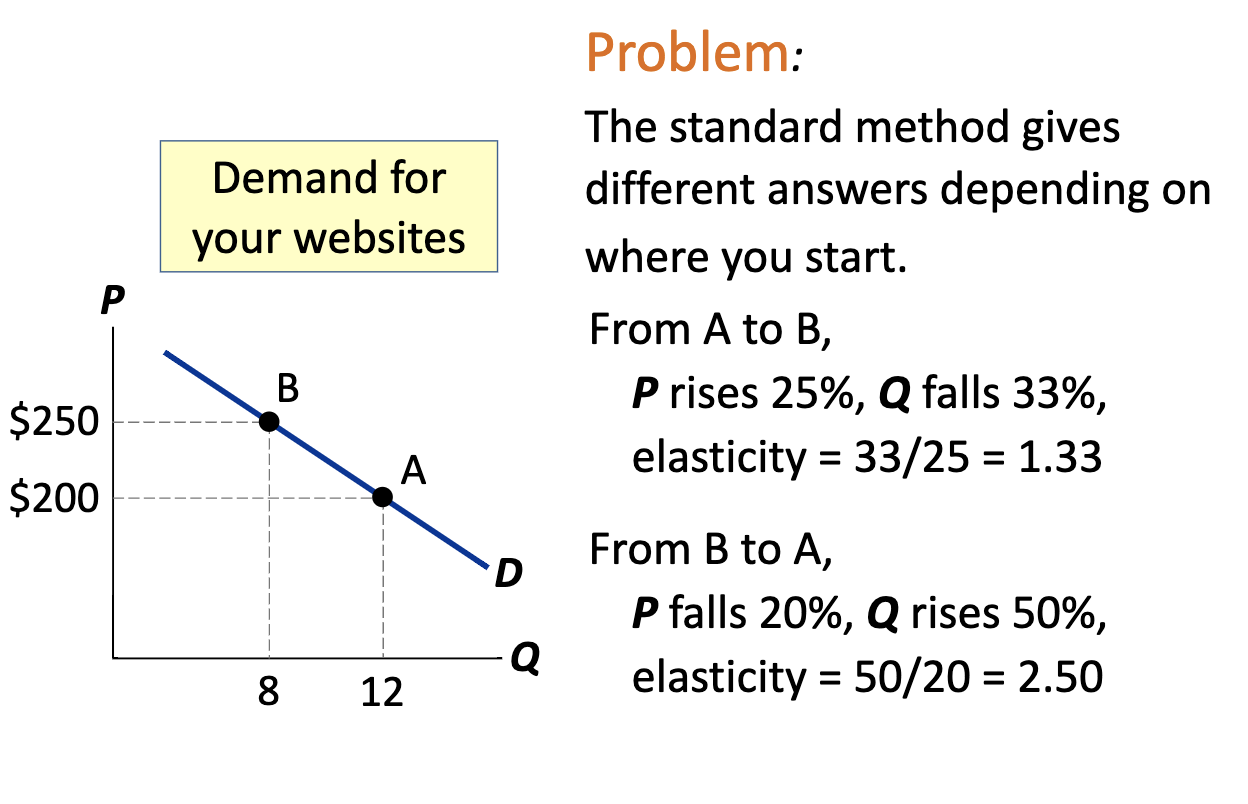 Problem:
The standard method gives
different answers depending on
where you start.
Demand for
your websites
P
B
$250
A
$200
D
Q
8 12
From A to B,
P rises 25%, Q falls 33%,
elasticity = 33/25 = 1.33
From B to A,
P falls 20%, Q rises 50%,
elasticity = 50/20 = 2.50